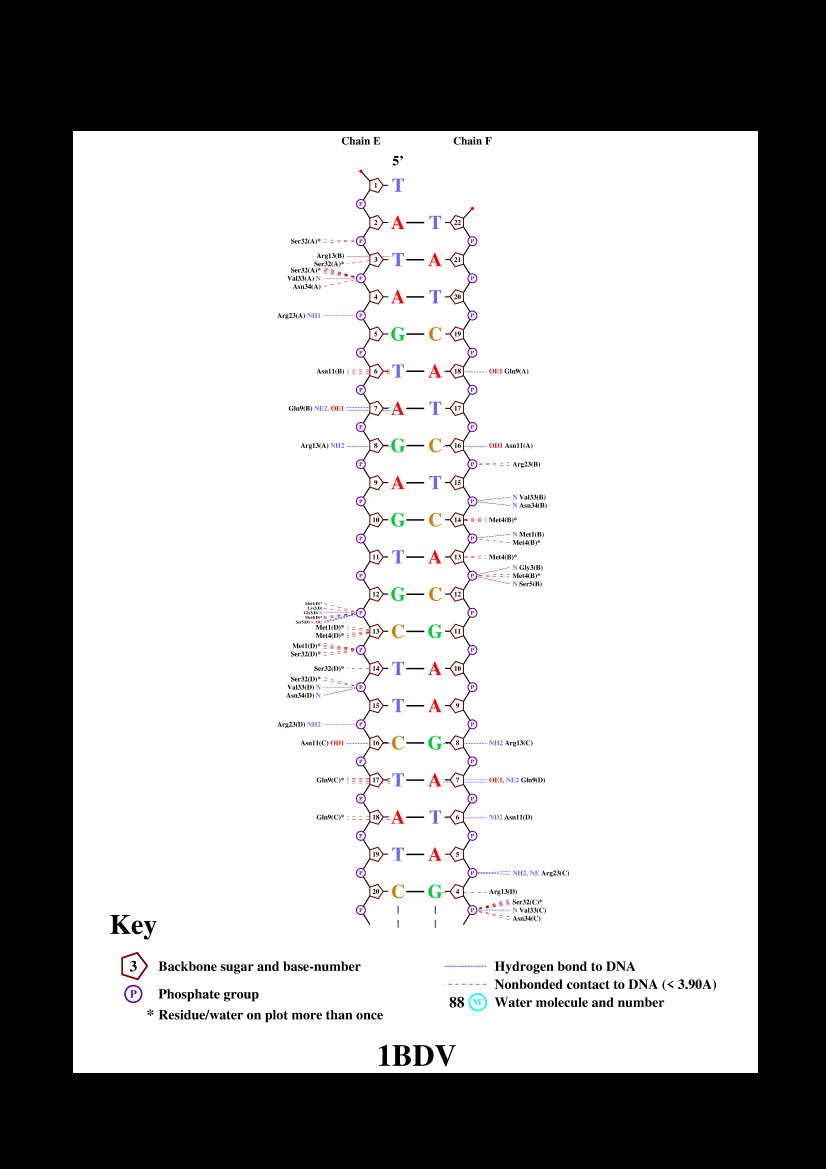 Chain E Chain F
5’
1 T
P
2 A T 22
Ser32(A)* P P
Arg13(B)
3 T A 21
Ser32(A)*
Ser32(A)*
Val33(A) N P P
Asn34(A)
4 A T 20
Arg23(A) NH1 P P
5 G C 19
P P
Asn11(B) 6 T A 18 OE1 Gln9(A)
P P
Gln9(B) NE2, OE1 7 A T 17
P P
Arg13(A) NH2 8 G C 16 OD1 Asn11(A)
P P Arg23(B)
9 A T 15
N Val33(B)
P P
N Asn34(B)
10 G C 14 Met4(B)*
N Met1(B)
P P
Met4(B)*
11 T A 13 Met4(B)*
N Gly3(B)
P P Met4(B)*
N Ser5(B)
12 G C 12
Met1(D)*
Lys2(D)
Gly3(D) N P P
Met4(D)*
Ser5(D) N, OG
Met1(D)*
13 C G 11
Met4(D)*
Met1(D)*
P P
Ser32(D)*
Ser32(D)* 14 T A 10
Ser32(D)*
Val33(D) N P P
Asn34(D) N
15 T A 9
Arg23(D) NH2 P P
Asn11(C) OD1 16 C G 8 NH2 Arg13(C)
P P
Gln9(C)* 17 T A 7 OE1, NE2 Gln9(D)
P P
Gln9(C)* 18 A T 6 ND2 Asn11(D)
P P
19 T A 5
P P NH2, NE Arg23(C)
20 C G 4 Arg13(D)
Ser32(C)*
P P N Val33(C)
Asn34(C)
Key
3 Backbone sugar and base-number
P Phosphate group
* Residue/water on plot more than once
Hydrogen bond to DNA
Nonbonded contact to DNA (< 3.90A)
88 W Water molecule and number
1BDV